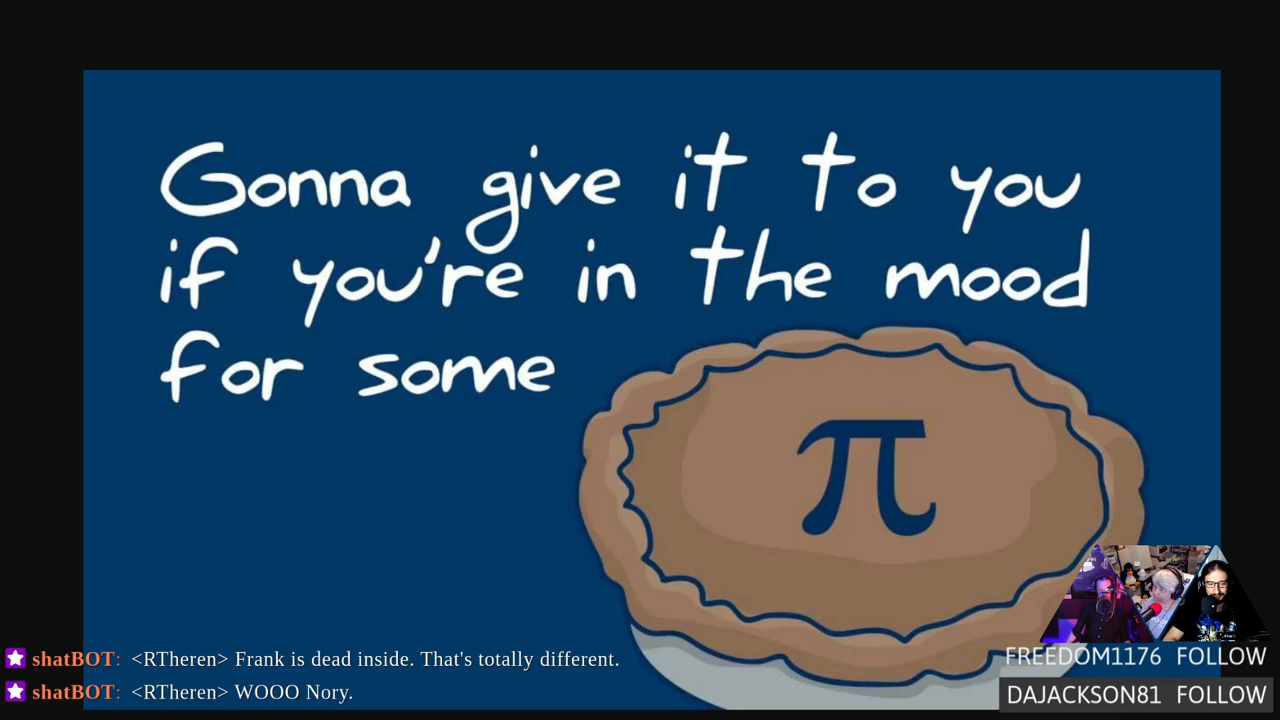 Gonna give it to you
if you're in the mood
for some
π
shatBOT: <RTheren> Frank is dead inside. That's totally different.
shatBOT: <RTheren> WOOO Nory.
FREEDOM1176 FOLLOW
DAJACKSON81 FOLLOW